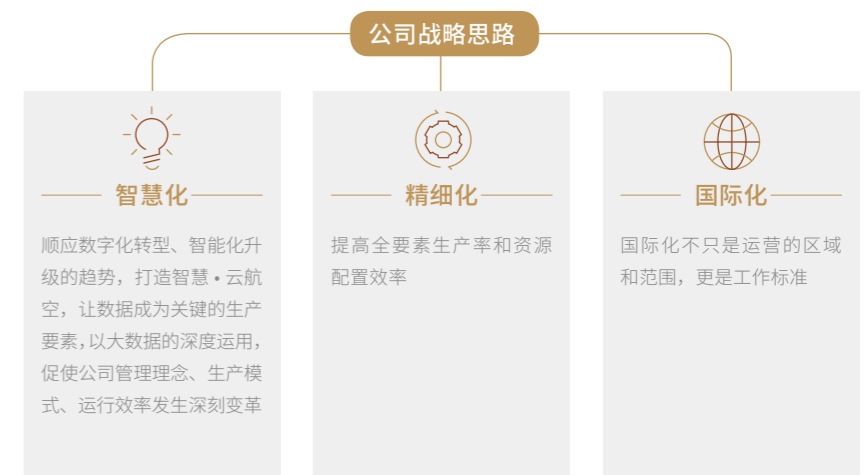 公司战略思路
智慧化
顺应数字化转型、智能化升
级的趋势，打造智慧•云航
空，让数据成为关键的生产
要素，以大数据的深度运用，
促使公司管理理念、生产模
式、运行效率发生深刻变革
精细化
提高全要素生产率和资源
配置效率
国际化
国际化不只是运营的区域
和范围，更是工作标准